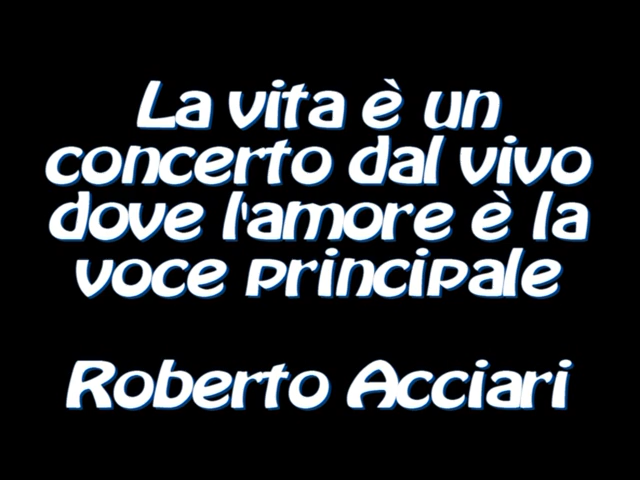 La vita è un
concerto dal vivo
dove l'amore è la
voce principale
Roberto Acciari